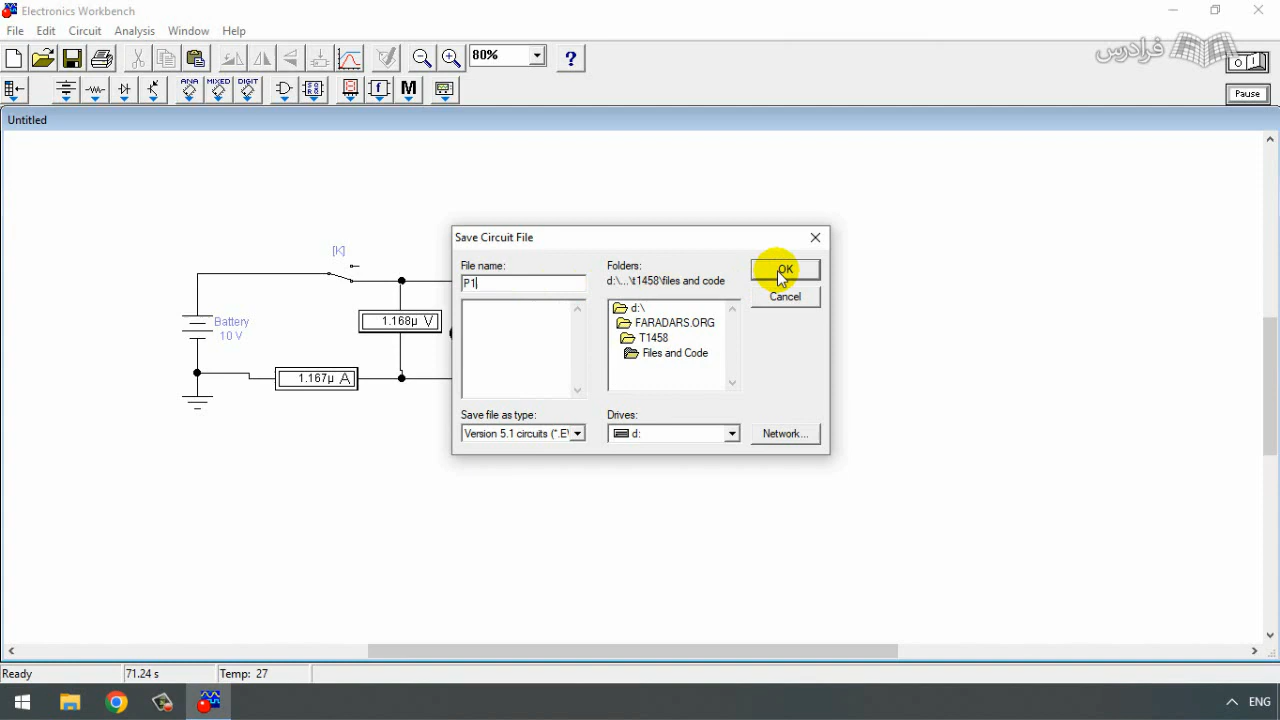 Electronics Workbench
File Edit Circuit Analysis Window Help
فرادرس
80% ?
ANA MIXED DIGIT M
Pause
Untitled
[K]
Battery
10 V
1.168µ V
1.167µ A
Save Circuit File
File name:
P1
Folders:
d:\...\t1458\files and code
d:\
FARADARS.ORG
T1458
Files and Code
OK
Cancel
Save file as type:
Version 5.1 circuits (*.E\
Drives:
d:
Network...
Ready 71.24 s Temp: 27
ENG